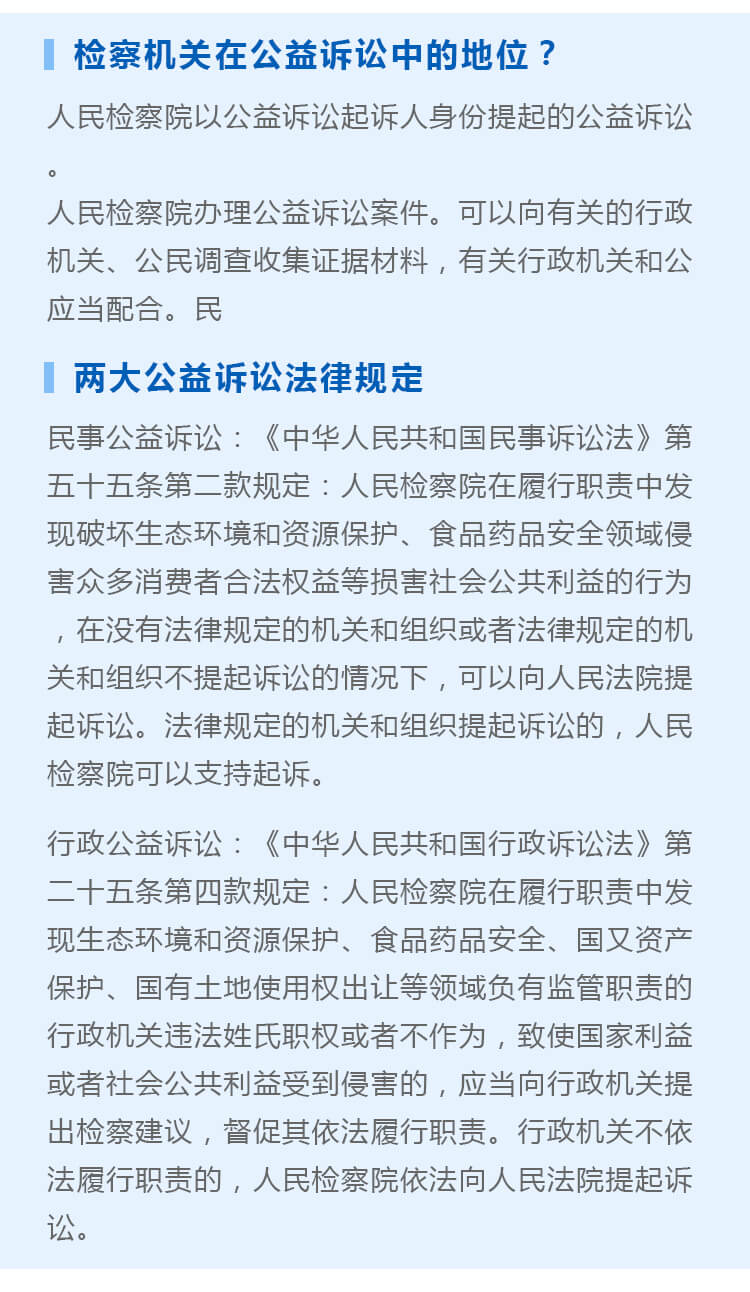 检察机关在公益诉讼中的地位？
人民检察院以公益诉讼起诉人身份提起的公益诉讼
。
人民检察院办理公益诉讼案件。可以向有关的行政
机关、公民调查收集证据材料，有关行政机关和公
应当配合。民
两大公益诉讼法律规定
民事公益诉讼：《中华人民共和国民事诉讼法》第
五十五条第二款规定：人民检察院在履行职责中发
现破坏生态环境和资源保护、食品药品安全领域侵
害众多消费者合法权益等损害社会公共利益的行为
，在没有法律规定的机关和组织或者法律规定的机
关和组织不提起诉讼的情况下，可以向人民法院提
起诉讼。法律规定的机关和组织提起诉讼的，人民
检察院可以支持起诉。
行政公益诉讼：《中华人民共和国行政诉讼法》第
二十五条第四款规定：人民检察院在履行职责中发
现生态环境和资源保护、食品药品安全、国又资产
保护、国有土地使用权出让等领域负有监管职责的
行政机关违法姓氏职权或者不作为，致使国家利益
或者社会公共利益受到侵害的，应当向行政机关提
出检察建议，督促其依法履行职责。行政机关不依
法履行职责的，人民检察院依法向人民法院提起诉
讼。